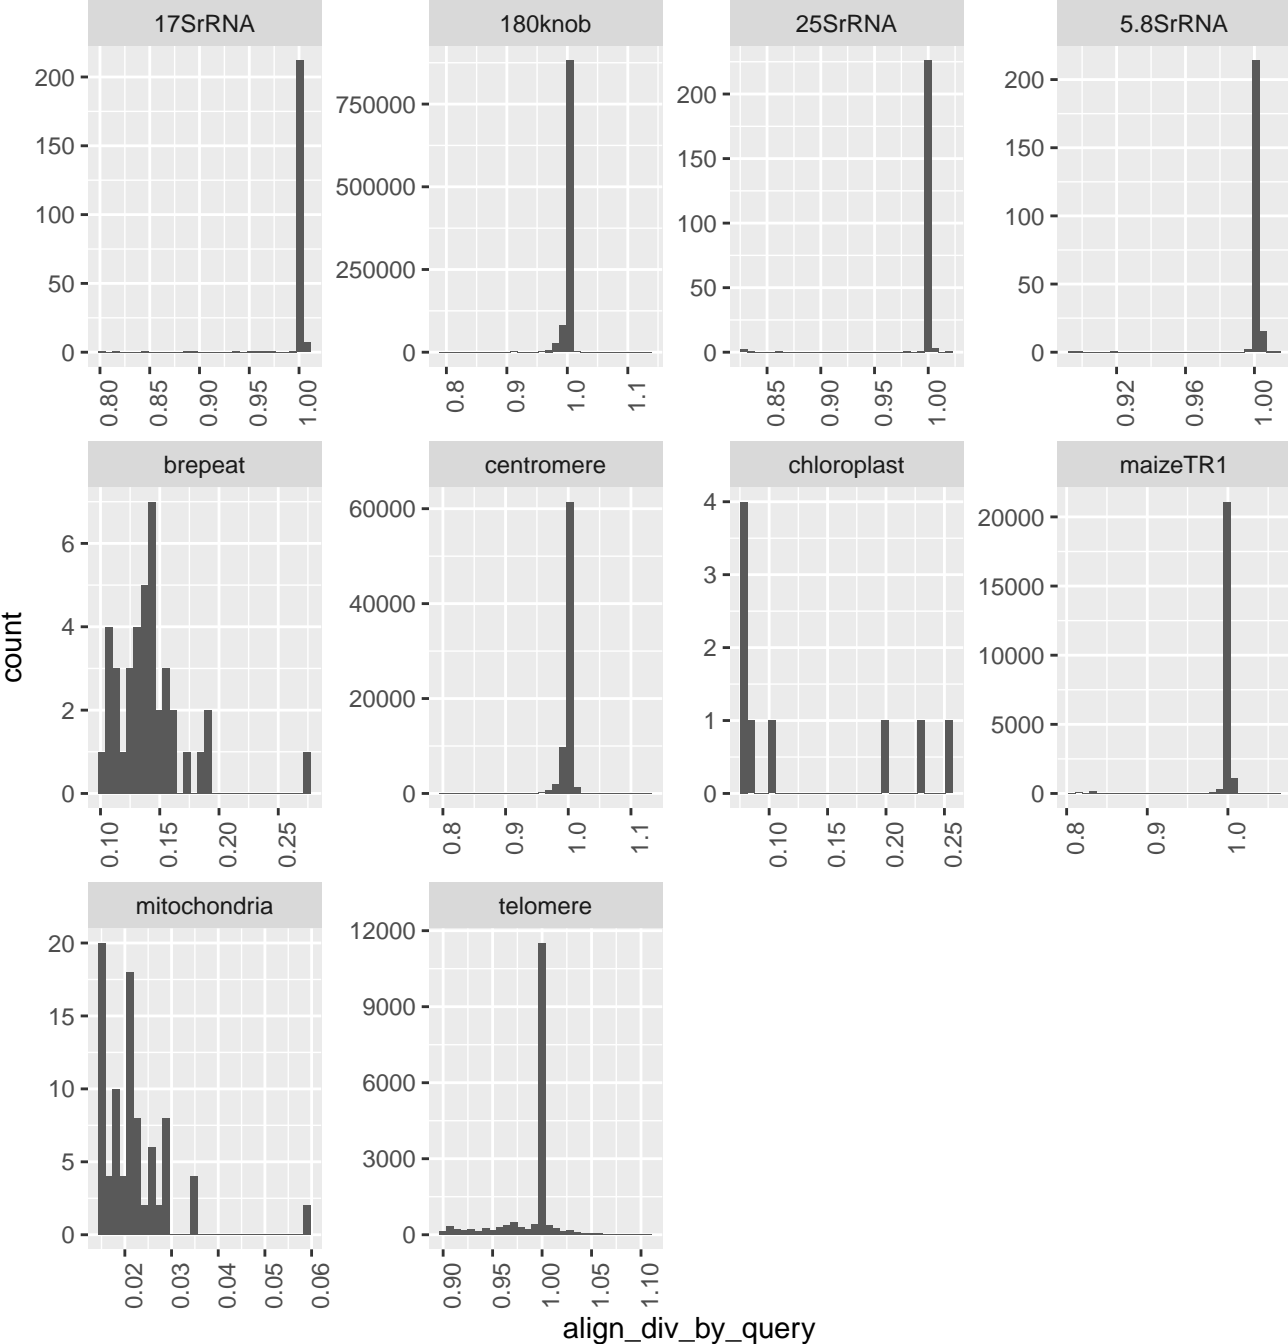 17SrRNA
180knob
25SrRNA
5.8SrRNA
200
150
100
50
0
750000
500000
250000
0
200
150
100
50
0
200
150
100
50
0
0.80 0.85 0.90 0.95 1.00
0.8 0.9 1.0 1.1
0.85 0.90 0.95 1.00
0.92 0.96 1.00
brepeat
centromere
chloroplast
maizeTR1
6
4
2
0
60000
40000
20000
0
4
3
2
1
0
20000
15000
10000
5000
0
0.10 0.15 0.20 0.25
0.8 0.9 1.0 1.1
0.10 0.15 0.20 0.25
0.8 0.9 1.0
count
mitochondria
telomere
20
15
10
5
0
12000
9000
6000
3000
0
0.02 0.03 0.04 0.05 0.06
0.90 0.95 1.00 1.05 1.10
align_div_by_query